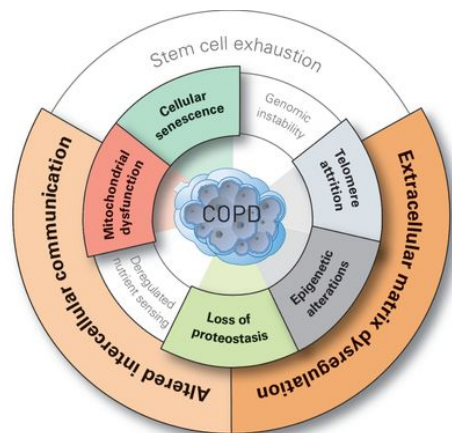 Stem cell exhaustion
Genomic
instability
Cellular
senescence
Telomere
attrition
Mitochondrial
dysfunction
COPD
Epigenetic
alterations
Deregulated
nutrient sensing
Loss of
proteostasis
Altered intercellular communication
Extracellular matrix dysregulation